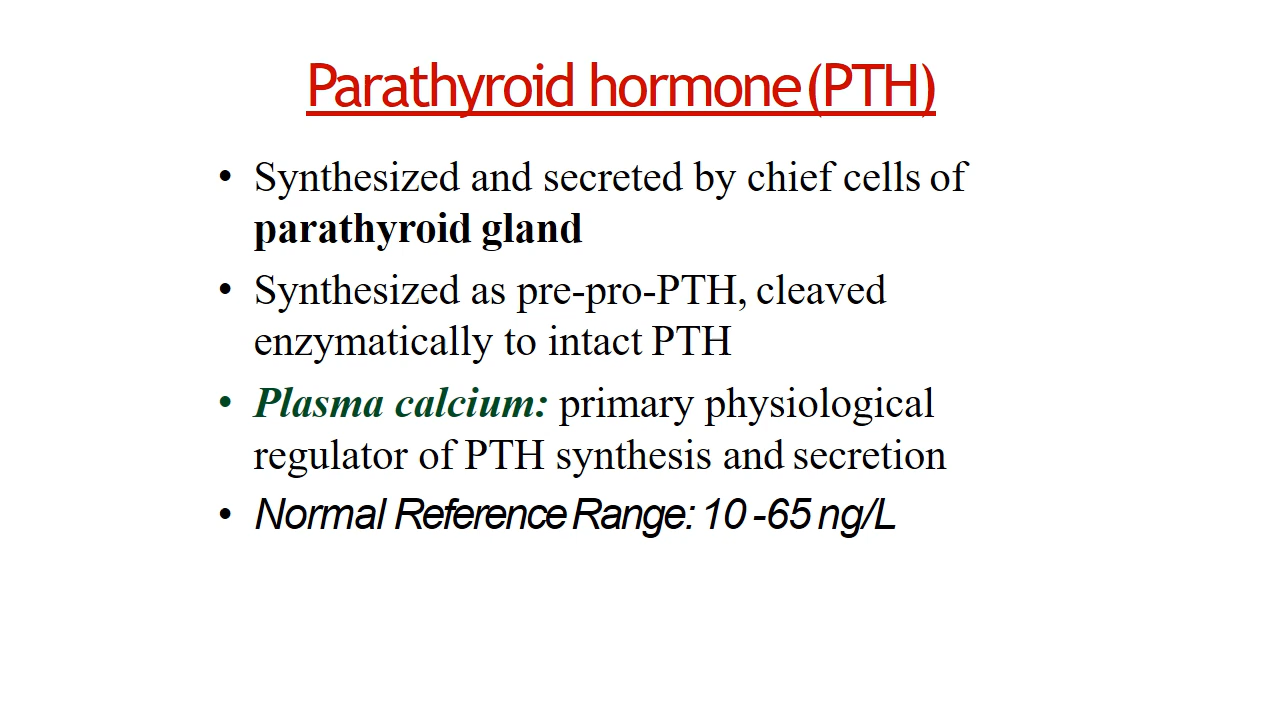 Parathyroid hormone (PTH)
• Synthesized and secreted by chief cells of
parathyroid gland
• Synthesized as pre-pro-PTH, cleaved
enzymatically to intact PTH
• Plasma calcium: primary physiological
regulator of PTH synthesis and secretion
• Normal Reference Range: 10 -65 ng/L